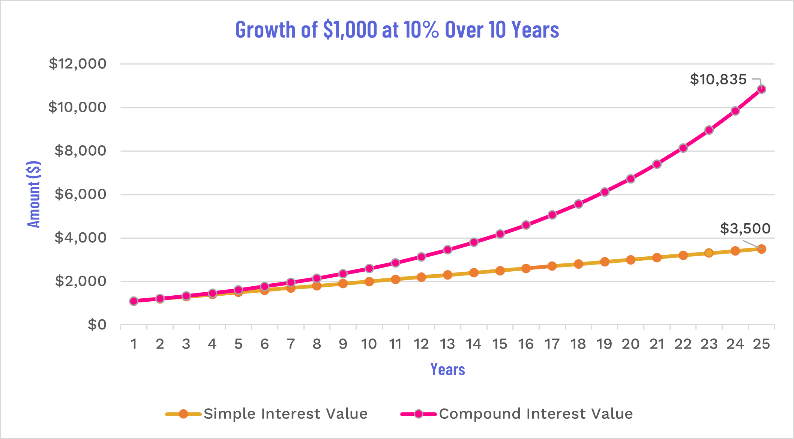 Growth of $1,000 at 10% Over 10 Years
$12,000
$10,000
$8,000
$6,000
$4,000
$2,000
$0
$10,835
$3,500
Amount ($)
1 2 3 4 5 6 7 8 9 10 11 12 13 14 15 16 17 18 19 20 21 22 23 24 25
Years
Simple Interest Value Compound Interest Value